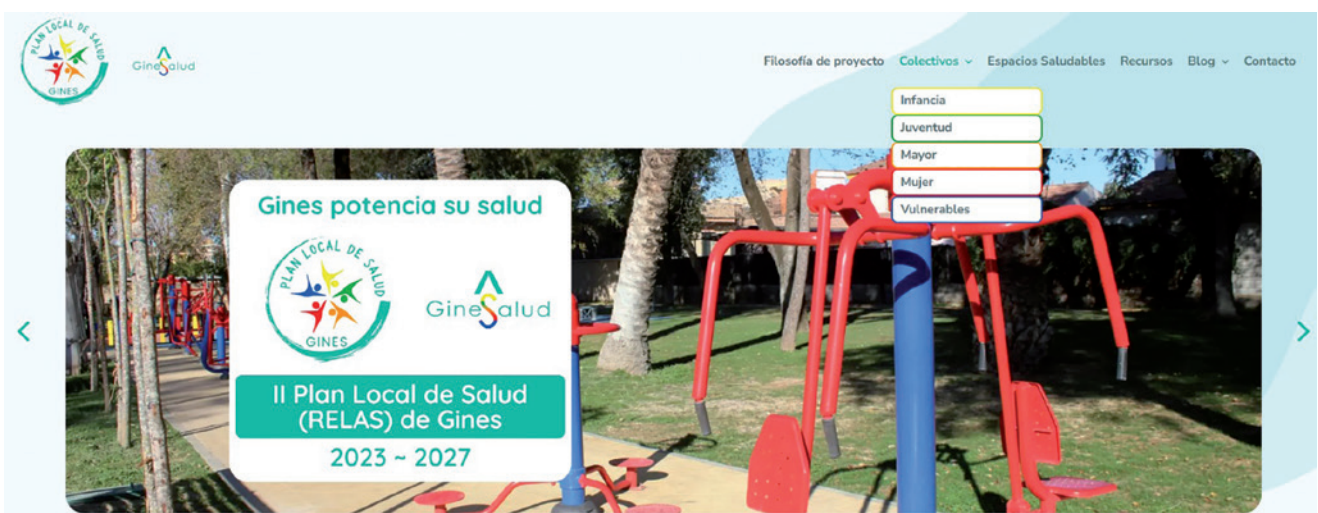 PLAN LOCAL DE SALUD
GINES
GineSalud
Filosofía de proyecto Colectivos Espacios Saludables Recursos Blog Contacto
Infancia
Juventud
Mayor
Mujer
Vulnerables
Gines potencia su salud
PLAN LOCAL DE SALUD
GINES
GineSalud
II Plan Local de Salud
(RELAS) de Gines
2023 ~ 2027